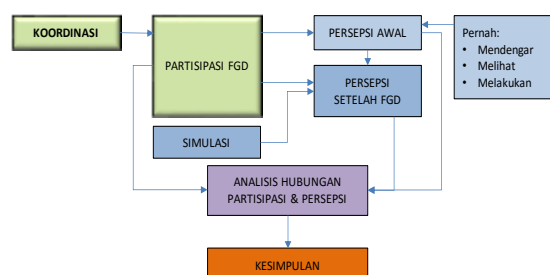 KOORDINASI
PARTISIPASI FGD
PERSEPSI AWAL
Pernah:
• Mendengar
• Melihat
• Melakukan
PERSEPSI
SETELAH FGD
SIMULASI
ANALISIS HUBUNGAN
PARTISIPASI & PERSEPSI
KESIMPULAN